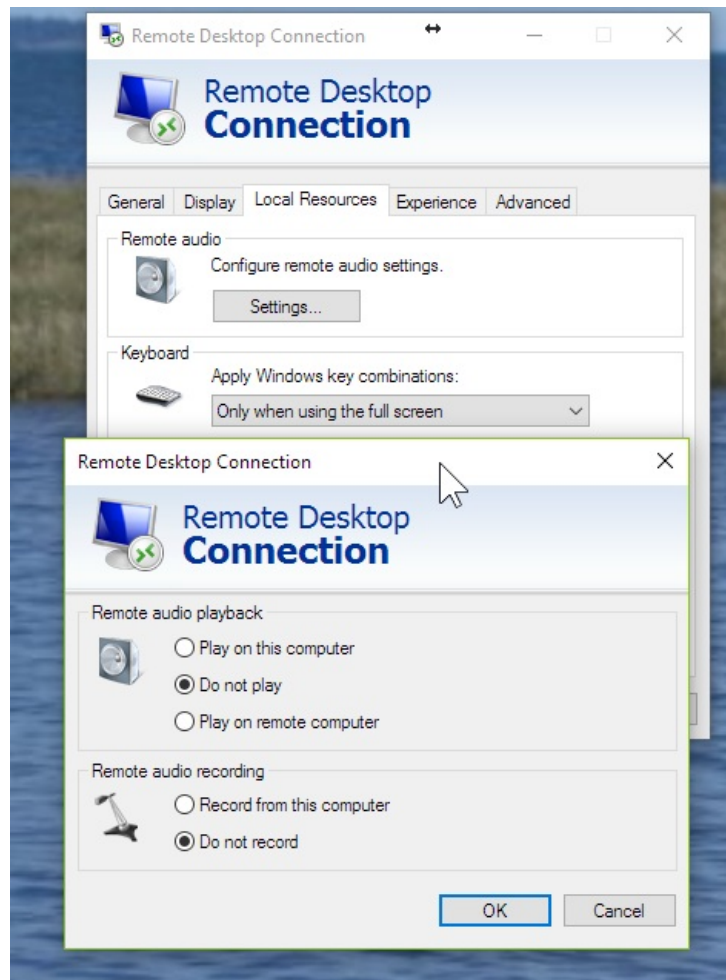 Remote Desktop Connection
Remote Desktop
Connection
General Display Local Resources Experience Advanced
Remote audio
Configure remote audio settings.
Settings...
Keyboard
Apply Windows key combinations:
Only when using the full screen
Remote Desktop Connection
Remote Desktop
Connection
Remote audio playback
Play on this computer
Do not play
Play on remote computer
Remote audio recording
Record from this computer
Do not record
OK Cancel